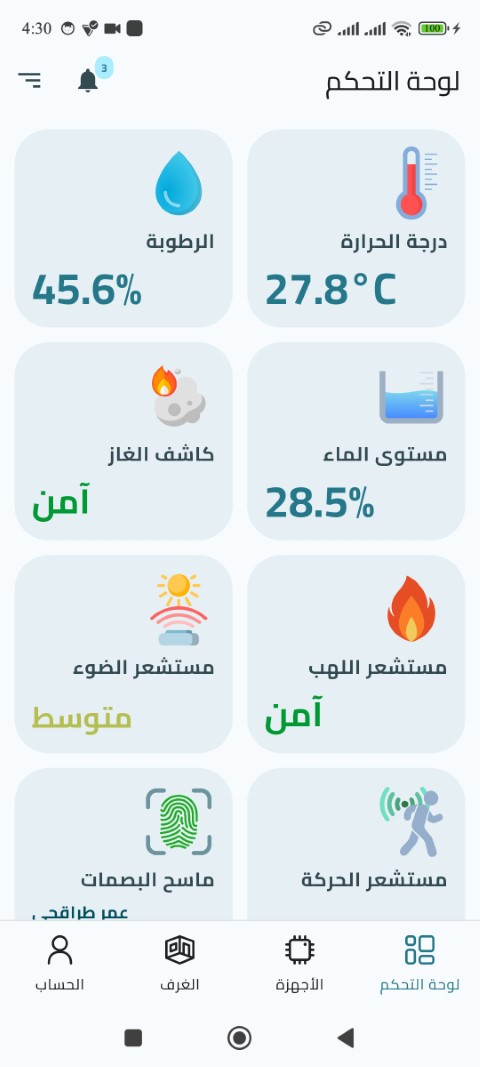 4:30
100
لوحة التحكم
3
درجة الحرارة
27.8°C
الرطوبة
45.6%
مستوى الماء
28.5%
كاشف الغاز
آمن
مستشعر اللهب
آمن
مستشعر الضوء
متوسط
مستشعر الحركة
ماسح البصمات
عمر طراقجي
لوحة التحكم
الأجهزة
الغرف
الحساب